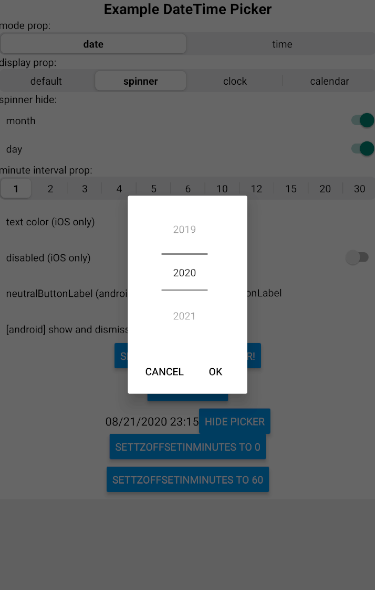 Example DateTime Picker
mode prop:
date time
display prop:
default spinner clock calendar
spinner hide:
month
day
minute interval prop:
1 2 3 4 5 6 10 12 15 20 30
text color (iOS only)
disabled (iOS only)
neutralButtonLabel (androi
onLabel
[android] show and dismis
2019
2020
2021
CANCEL OK
08/21/2020 23:15 HIDE PICKER
SETTZOFFSETINMINUTES TO 0
SETTZOFFSETINMINUTES TO 60